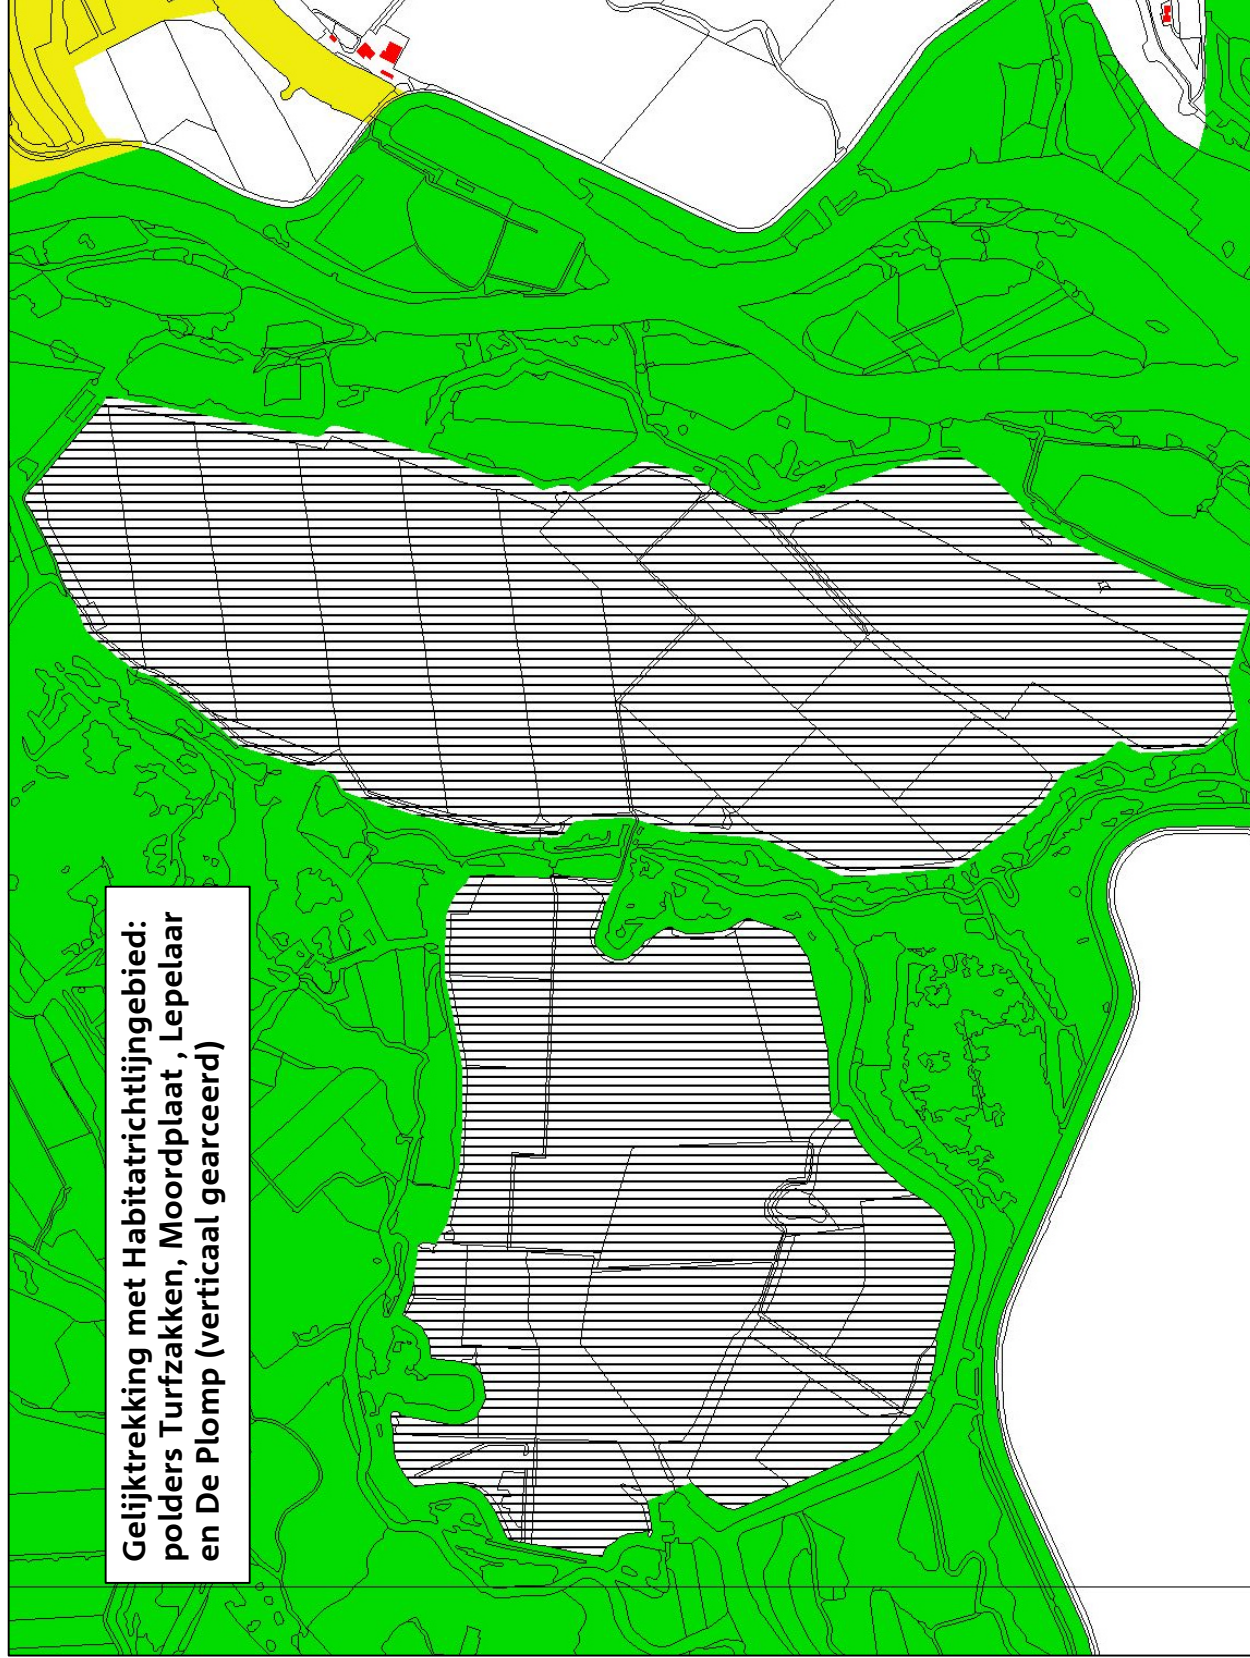 Gelijktrekking met Habitatrichtlijngebied:
polders Turfzakken, Moordplaat , Lepelaar
en De Plomp (verticaal gearceerd)